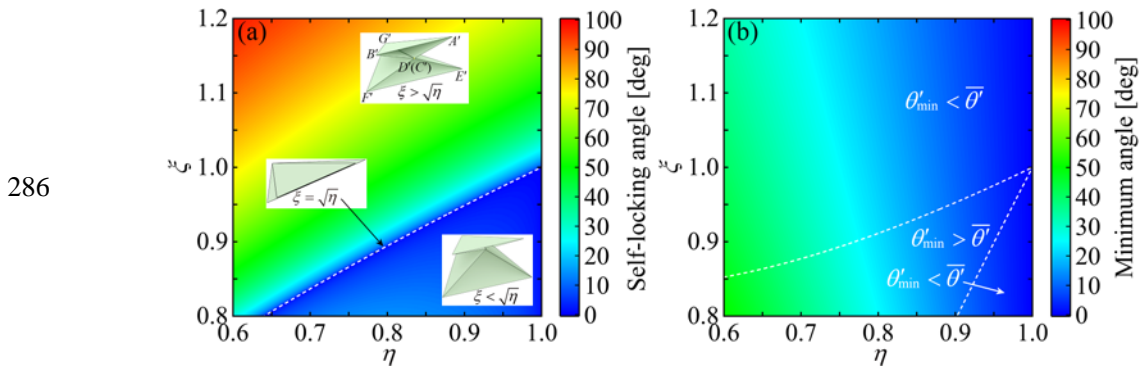 286
(a)
G'
A'
B'
D'(C')
E'
F'
ξ > √η
ξ = √η
ξ < √η
1.2
1.1
1.0
0.9
0.8
ξ
0.6 0.7 0.8 0.9 1.0
η
100
90
80
70
60
50
40
30
20
10
0
Self-locking angle [deg]
(b)
θ′min < θ̅′
θ′min > θ̅′
θ′min < θ̅′
1.2
1.1
1.0
0.9
0.8
ξ
0.6 0.7 0.8 0.9 1.0
η
100
90
80
70
60
50
40
30
20
10
0
Minimum angle [deg]